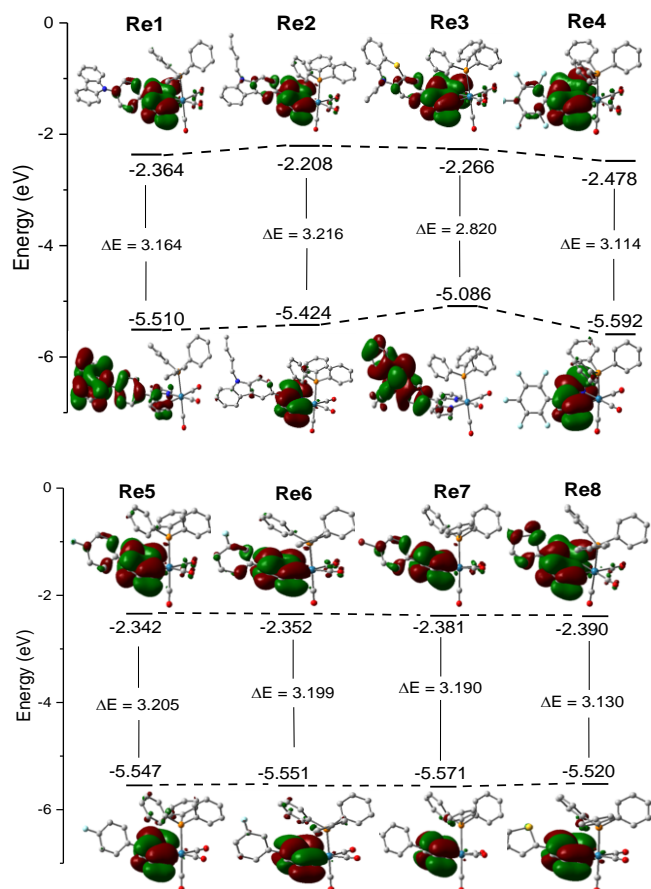 Re1 Re2 Re3 Re4
0
-2
-2.364 -2.208 -2.266 -2.478
Energy (eV)
-4
ΔE = 3.164 ΔE = 3.216 ΔE = 2.820 ΔE = 3.114
-5.510 -5.424 -5.086 -5.592
-6
0
Re5 Re6 Re7 Re8
-2
-2.342 -2.352 -2.381 -2.390
Energy (eV)
-4
ΔE = 3.205 ΔE = 3.199 ΔE = 3.190 ΔE = 3.130
-5.547 -5.551 -5.571 -5.520
-6